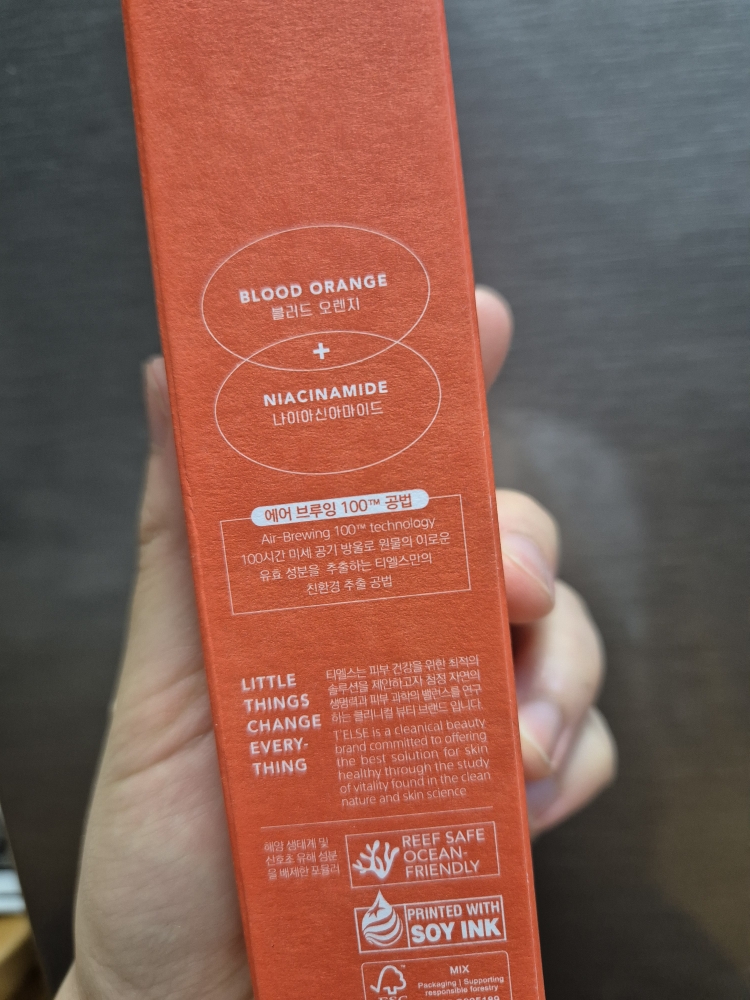 BLOOD ORANGE
블러드 오렌지
+
NIACINAMIDE
나이아신아마이드
에어 브루잉 100™ 공법
Air-Brewing 100™ technology
100시간 미세 공기 방울로 원물의 이로운
유효 성분을 추출하는 티엘스만의
친환경 추출 공법
LITTLE
THINGS
CHANGE
EVERY-
THING
티엘스는 피부 건강을 위한 최적의
솔루션을 제안하고자 청정 자연의
생명력과 피부 과학의 밸런스를 연구
하는 클리니컬 뷰티 브랜드 입니다.
T'ELSE is a cleanical beauty
brand committed to offering
the best solution for skin
healthy through the study
of vitality found in the clean
nature and skin science
해양 생태계 및
산호초 유해 성분
을 배제한 포뮬러
REEF SAFE
OCEAN-
FRIENDLY
PRINTED WITH
SOY INK
MIX
Packaging | Supporting
responsible forestry
FSC